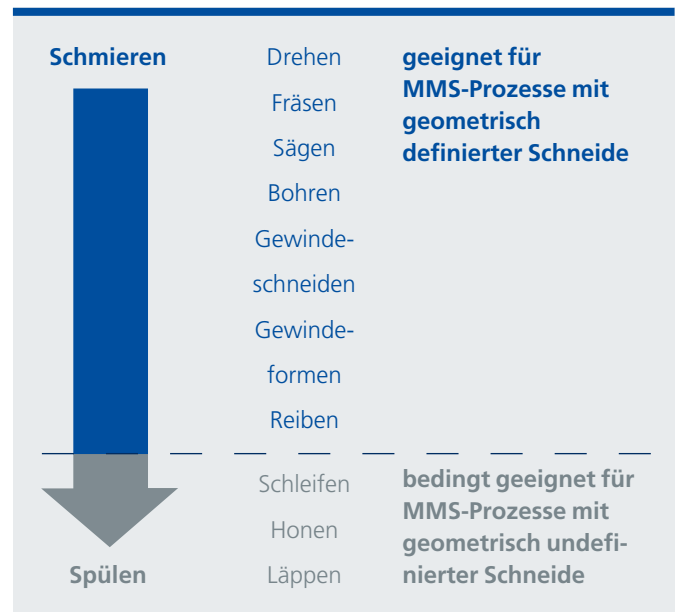 Schmieren
Drehen
Fräsen
Sägen
Bohren
Gewinde-
schneiden
Gewinde-
formen
Reiben
geeignet für
MMS-Prozesse mit
geometrisch
definierter Schneide
Spülen
Schleifen
Honen
Läppen
bedingt geeignet für
MMS-Prozesse mit
geometrisch undefi-
nierter Schneide